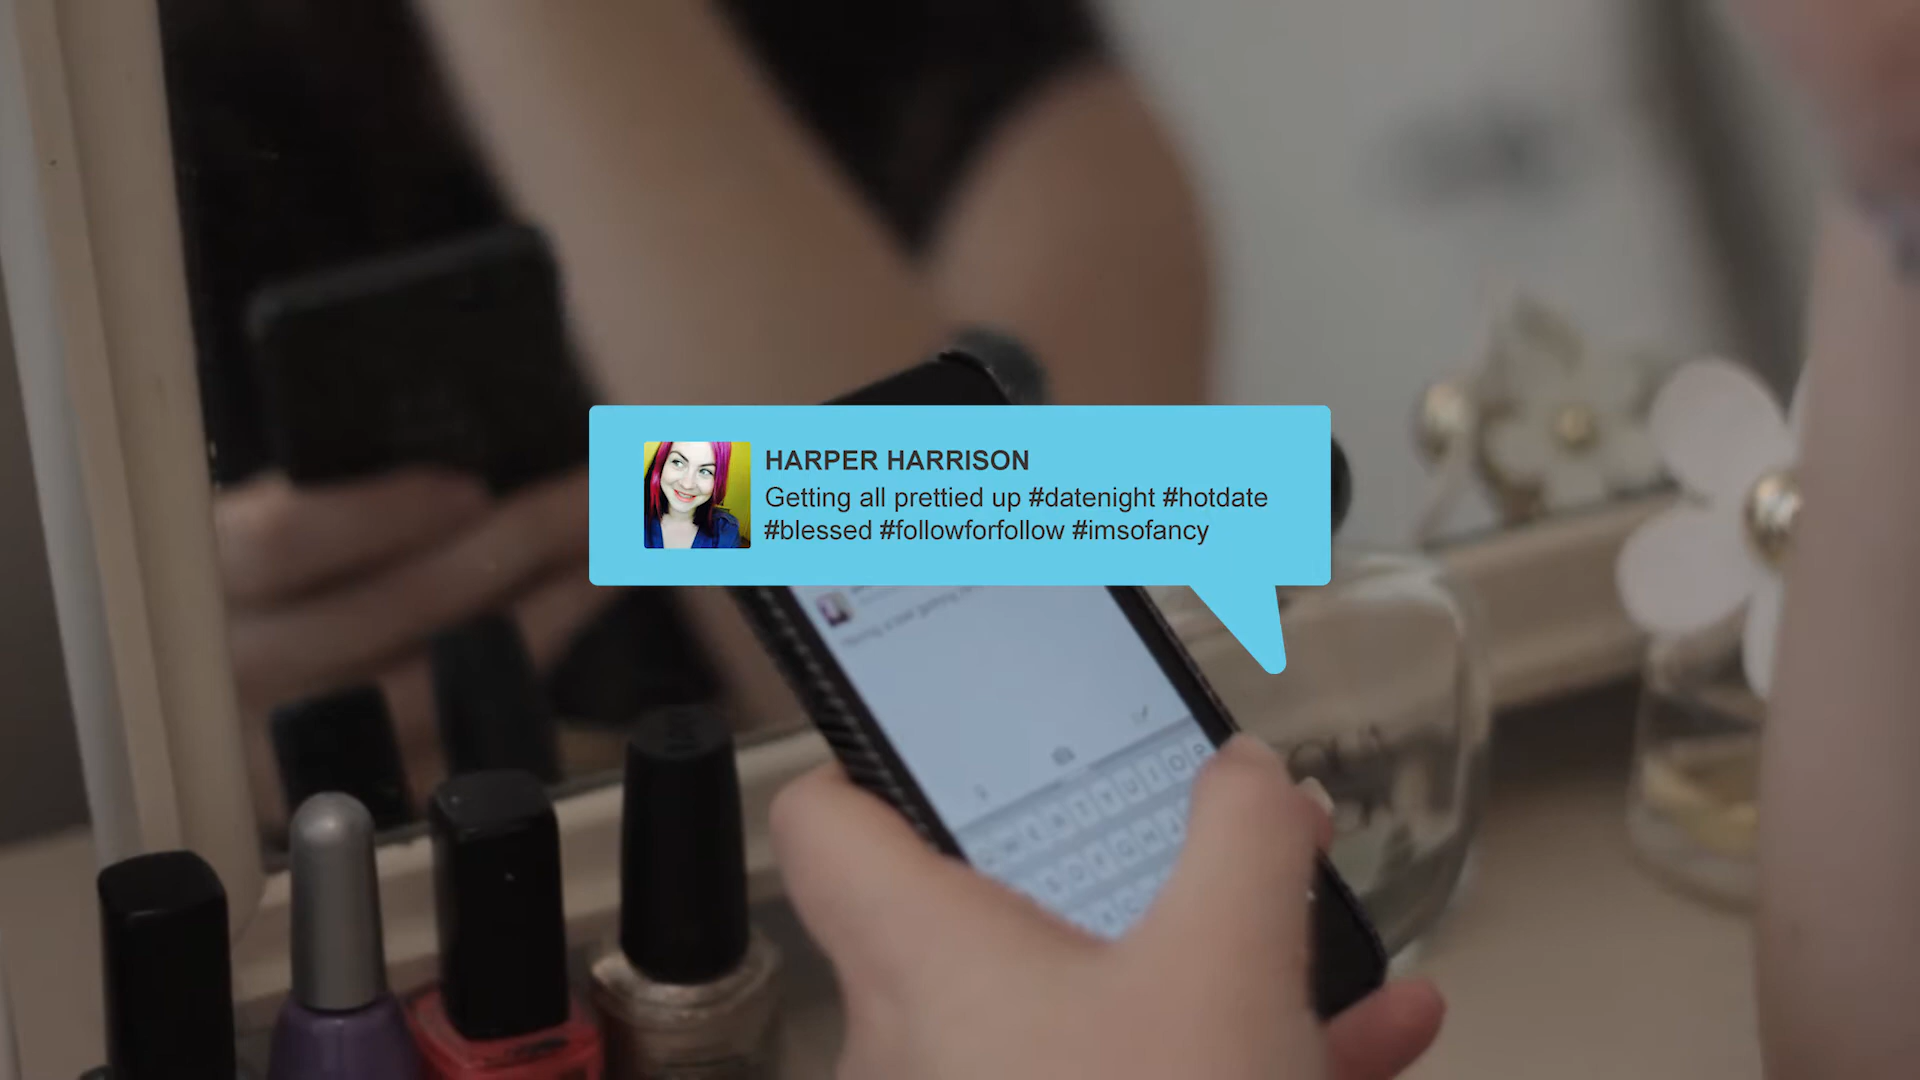 HARPER HARRISON
Getting all prettied up #datenight #hotdate
#blessed #followforfollow #imsofancy